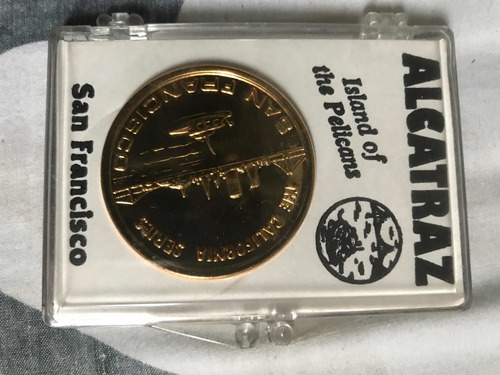 ALCATRAZ
Island of
the Pelicans
SAN FRANCISCO
THE CALIFORNIA
SERIES
San Francisco